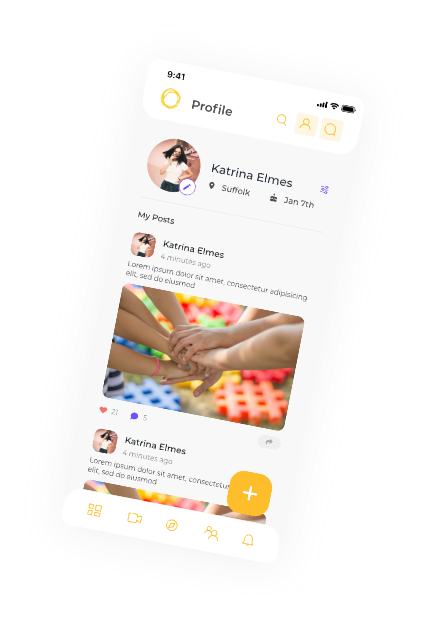 9:41
Profile
Katrina Elmes
Suffolk
Jan 7th
My Posts
Katrina Elmes
4 minutes ago
Lorem ipsum dolor sit amet, consectetur adipisicing
elit, sed do eiusmod
21
5
Katrina Elmes
4 minutes ago
Lorem ipsum dolor sit amet, consectetur
elit, sed do eiusmod